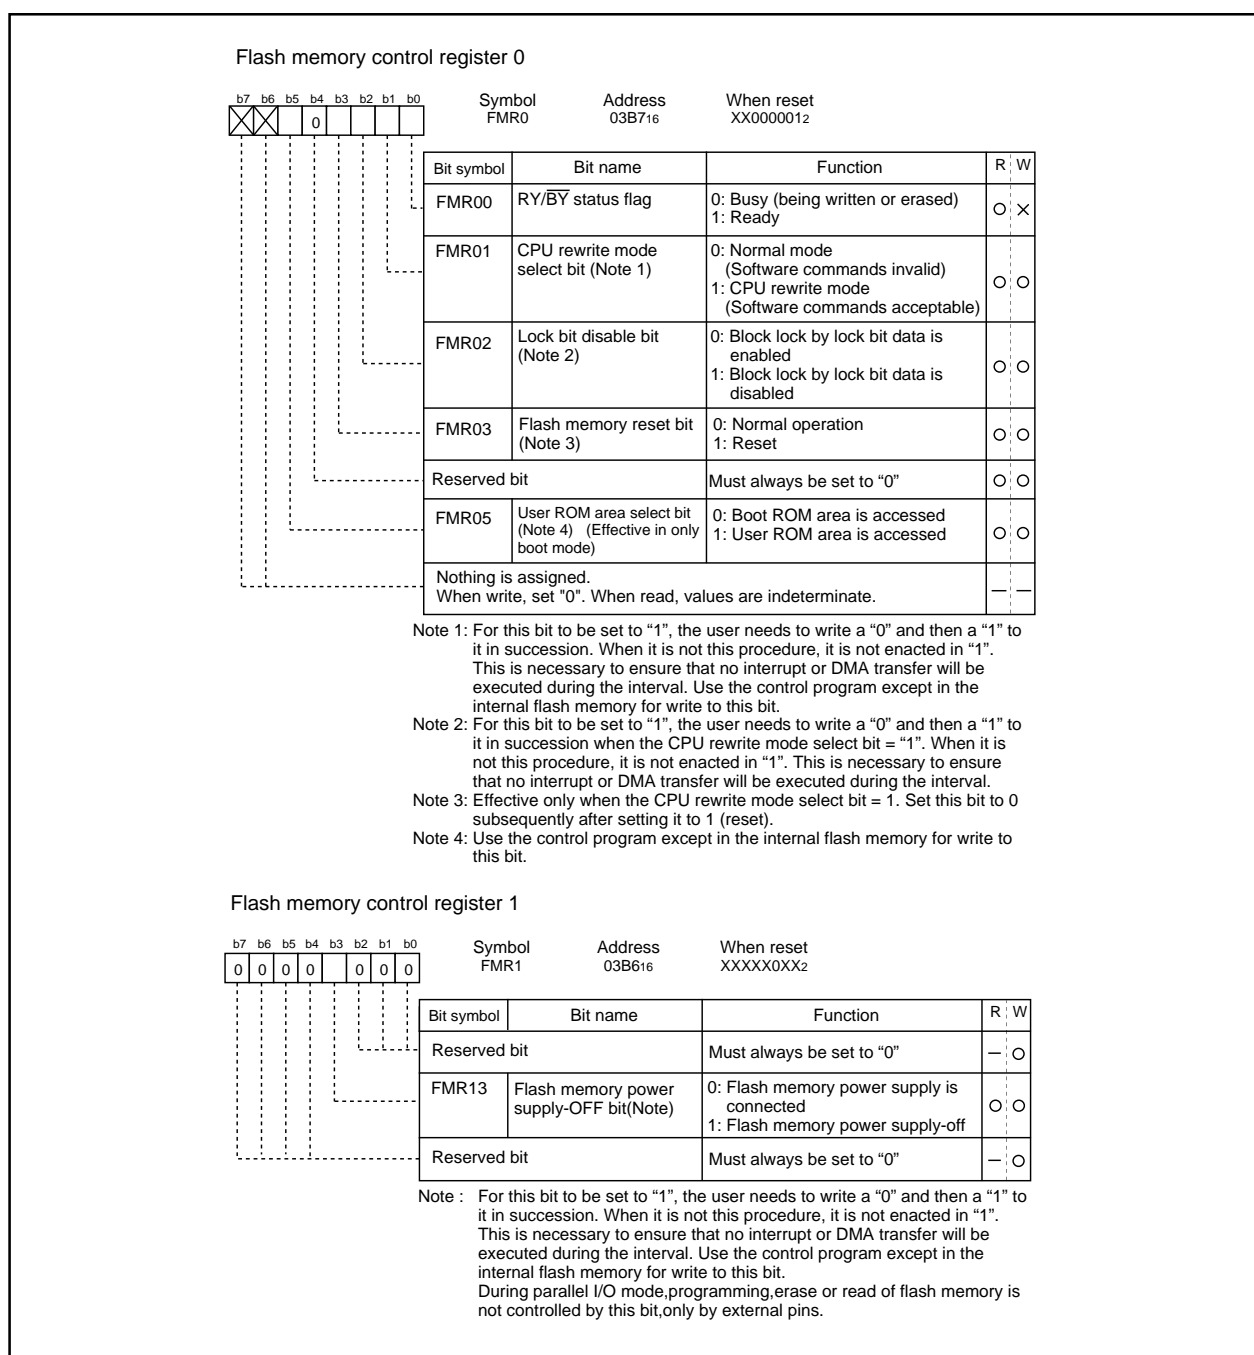 Flash memory control register 0
b7 b6 b5 b4 b3 b2 b1 b0
Symbol Address When reset
FMR0 03B716 XX0000012
0
Bit symbol Bit name Function R W
FMR00 RY/BY status flag 0: Busy (being written or erased)
1: Ready
FMR01 CPU rewrite mode 0: Normal mode
select bit (Note 1) (Software commands invalid)
1: CPU rewrite mode
(Software commands acceptable)
FMR02 Lock bit disable bit 0: Block lock by lock bit data is
(Note 2) enabled
1: Block lock by lock bit data is
disabled
FMR03 Flash memory reset bit 0: Normal operation
(Note 3) 1: Reset
Reserved bit Must always be set to “0”
FMR05 User ROM area select bit 0: Boot ROM area is accessed
(Note 4) (Effective in only 1: User ROM area is accessed
boot mode)
Nothing is assigned.
When write, set "0". When read, values are indeterminate.
Note 1: For this bit to be set to “1”, the user needs to write a “0” and then a “1” to
it in succession. When it is not this procedure, it is not enacted in “1”.
This is necessary to ensure that no interrupt or DMA transfer will be
executed during the interval. Use the control program except in the
internal flash memory for write to this bit.
Note 2: For this bit to be set to “1”, the user needs to write a “0” and then a “1” to
it in succession when the CPU rewrite mode select bit = “1”. When it is
not this procedure, it is not enacted in “1”. This is necessary to ensure
that no interrupt or DMA transfer will be executed during the interval.
Note 3: Effective only when the CPU rewrite mode select bit = 1. Set this bit to 0
subsequently after setting it to 1 (reset).
Note 4: Use the control program except in the internal flash memory for write to
this bit.
Flash memory control register 1
b7 b6 b5 b4 b3 b2 b1 b0
Symbol Address When reset
FMR1 03B616 XXXXX0XX2
0 0 0 0 0 0 0
Bit symbol Bit name Function R W
Reserved bit Must always be set to “0”
FMR13 Flash memory power 0: Flash memory power supply is
supply-OFF bit(Note) connected
1: Flash memory power supply-off
Reserved bit Must always be set to “0”
Note : For this bit to be set to “1”, the user needs to write a “0” and then a “1” to
it in succession. When it is not this procedure, it is not enacted in “1”.
This is necessary to ensure that no interrupt or DMA transfer will be
executed during the interval. Use the control program except in the
internal flash memory for write to this bit.
During parallel I/O mode,programming,erase or read of flash memory is
not controlled by this bit,only by external pins.